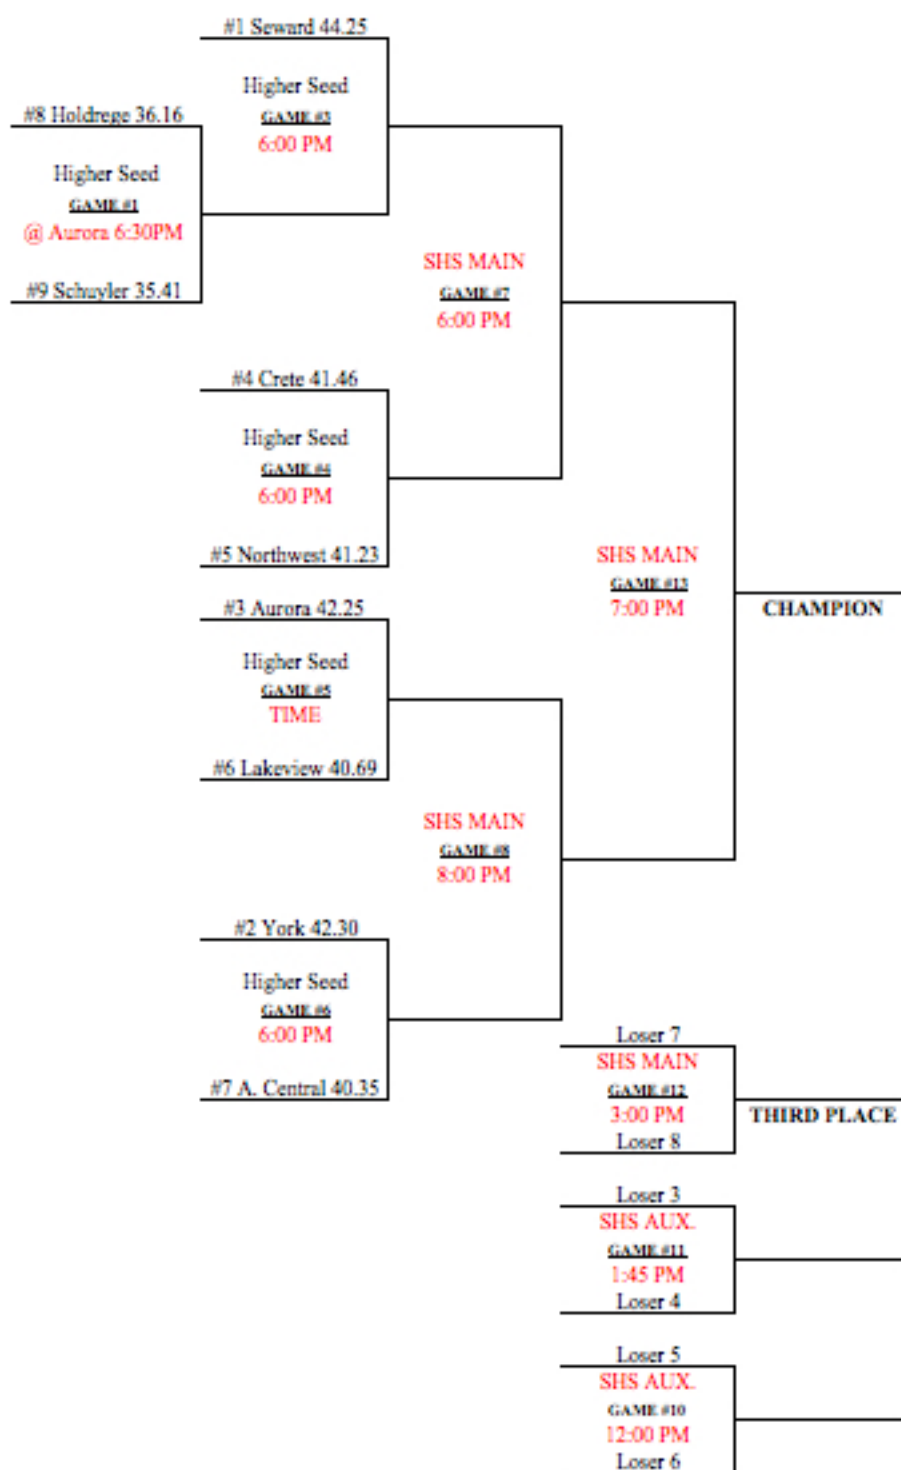 #1 Seward 44.25
Higher Seed
GAME #3
6:00 PM
#8 Holdrege 36.16
Higher Seed
GAME #1
@ Aurora 6:30PM
#9 Schuyler 35.41
SHS MAIN
GAME #7
6:00 PM
#4 Crete 41.46
Higher Seed
GAME #4
6:00 PM
#5 Northwest 41.23
SHS MAIN
GAME #13
7:00 PM
CHAMPION
#3 Aurora 42.25
Higher Seed
GAME #5
TIME
#6 Lakeview 40.69
SHS MAIN
GAME #8
8:00 PM
#2 York 42.30
Higher Seed
GAME #6
6:00 PM
#7 A. Central 40.35
Loser 7
SHS MAIN
GAME #12
3:00 PM
Loser 8
THIRD PLACE
Loser 3
SHS AUX.
GAME #11
1:45 PM
Loser 4
Loser 5
SHS AUX.
GAME #10
12:00 PM
Loser 6